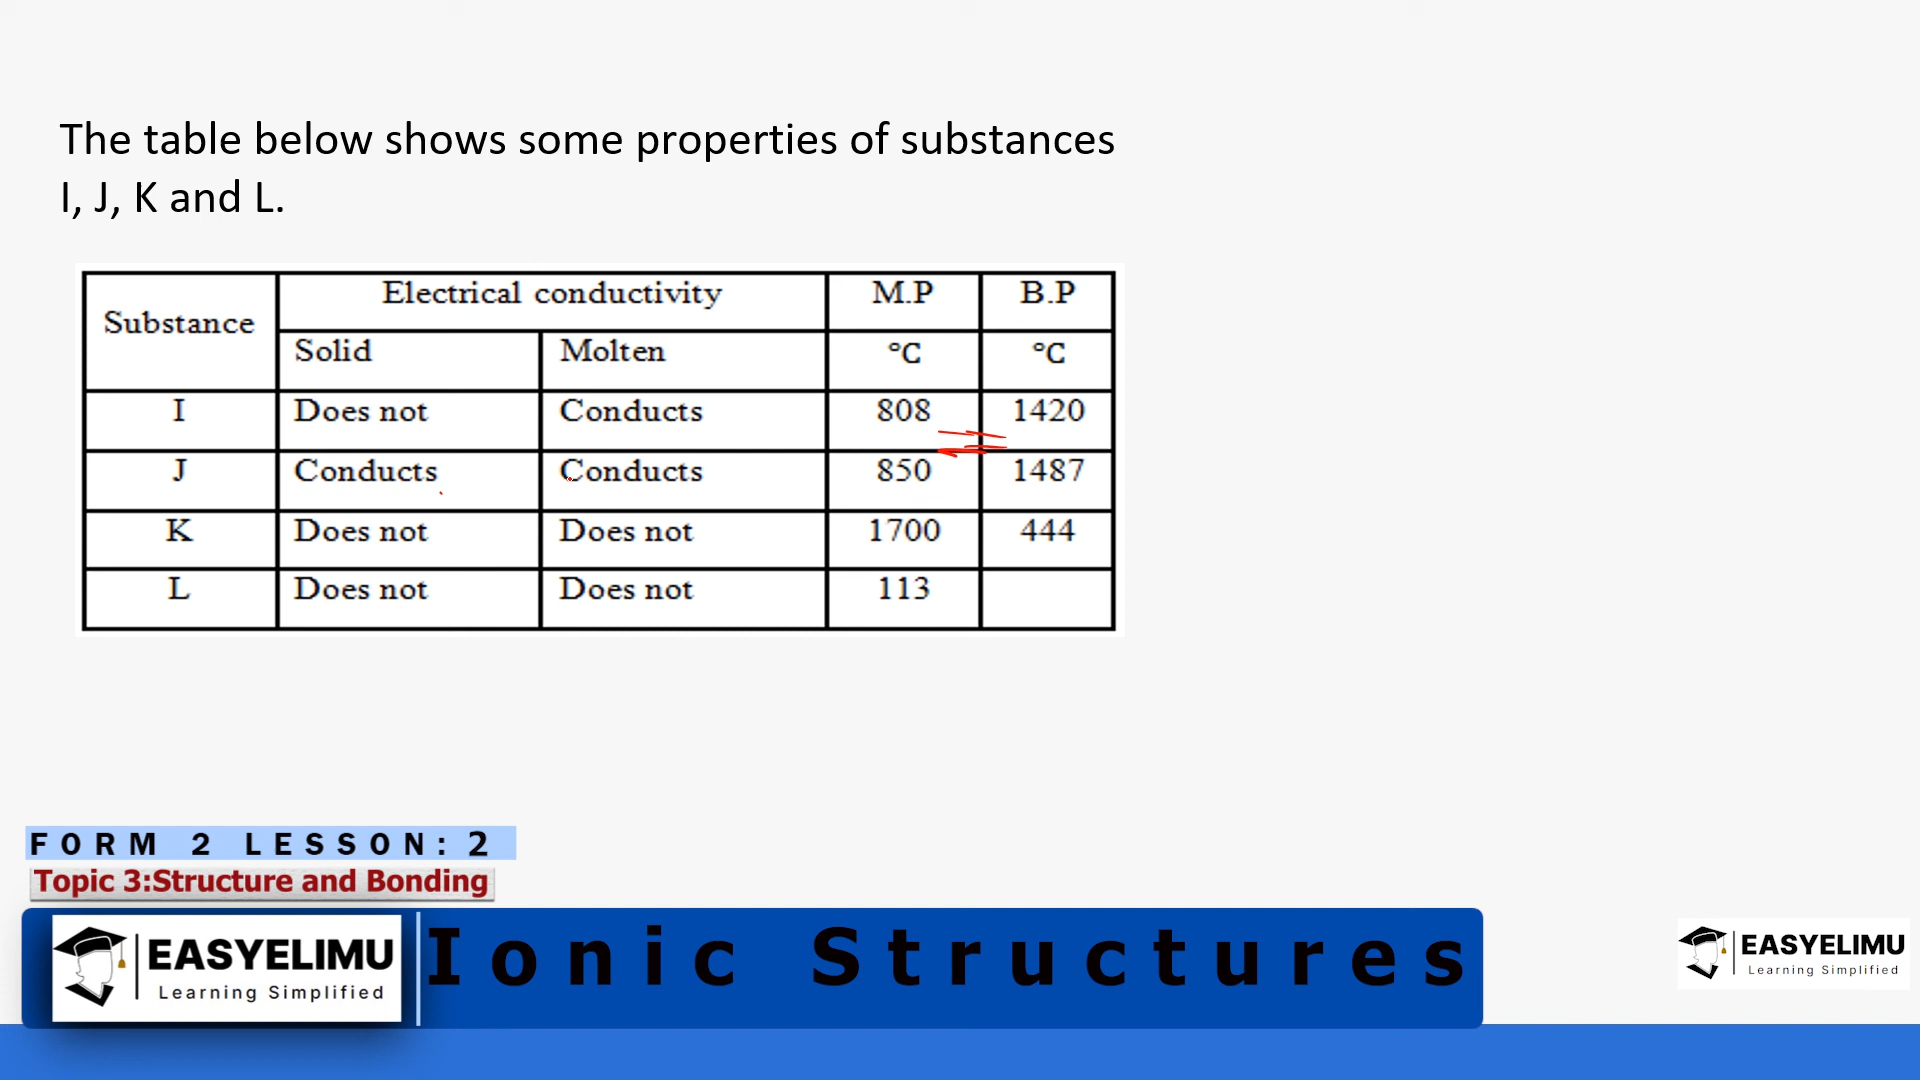 The table below shows some properties of substances
I, J, K and L.
Substance Electrical conductivity M.P B.P
Solid Molten °C °C
I Does not Conducts 808 1420
J Conducts Conducts 850 1487
K Does not Does not 1700 444
L Does not Does not 113
FORM 2 LESSON: 2
Topic 3:Structure and Bonding
EASYELIMU
Learning Simplified
Ionic Structures
EASYELIMU
Learning Simplified